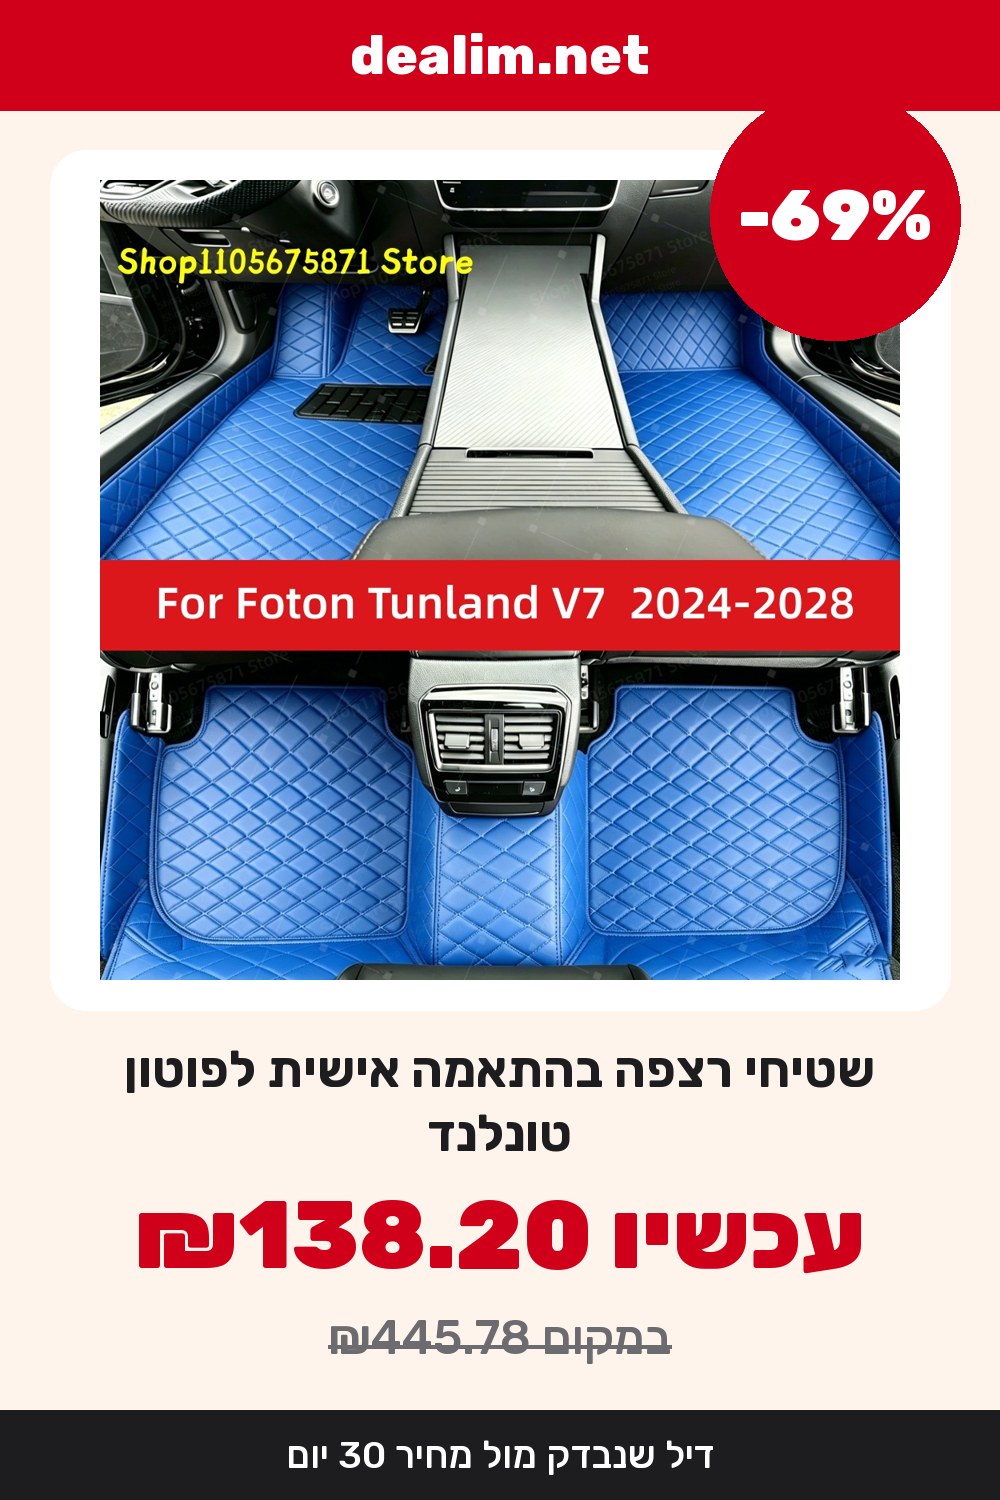 dealim.net
-69%
Shop1105675871 Store
For Foton Tunland V7 2024-2028
שטיחי רצפה בהתאמה אישית לפוטון
טונלנד
עכשיו ₪138.20
במקום ₪445.78
דיל שנבדק מול מחיר 30 יום